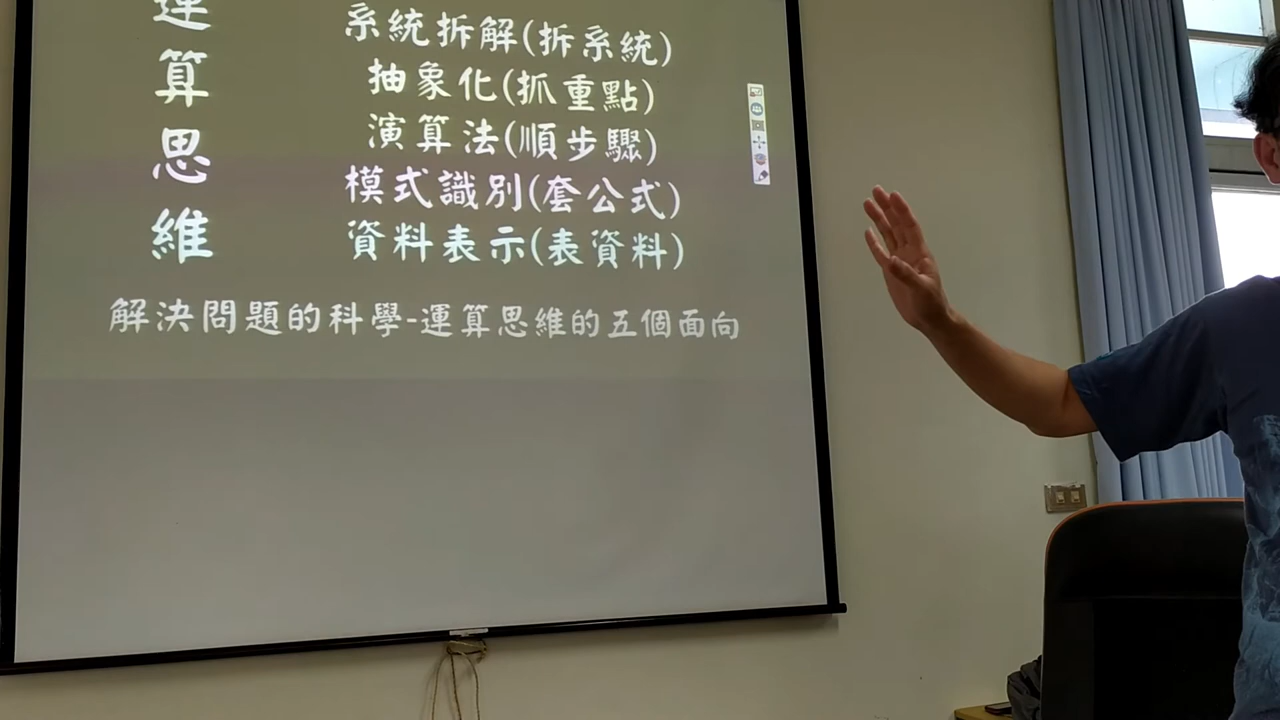 運算思維
系統拆解(拆系統)
抽象化(抓重點)
演算法(順步驟)
模式識別(套公式)
資料表示(表資料)
解決問題的科學-運算思維的五個面向